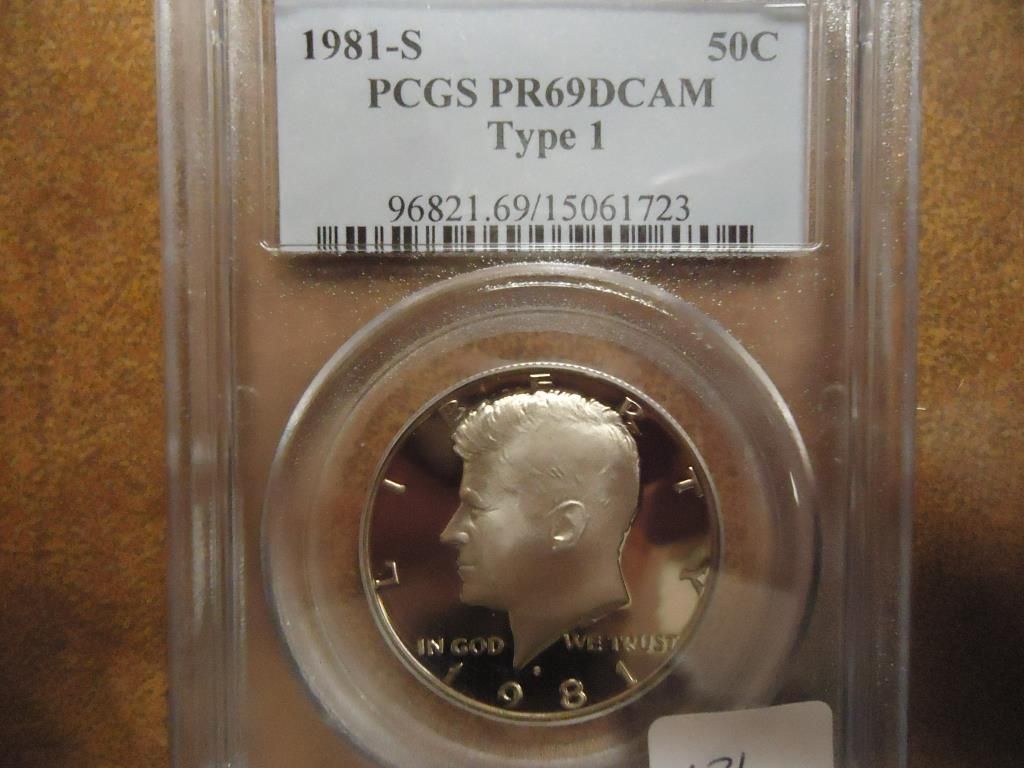 1981-S 50C
PCGS PR69DCAM
Type 1
96821.69/15061723
LIBERTY
IN GOD WE TRUST
1981